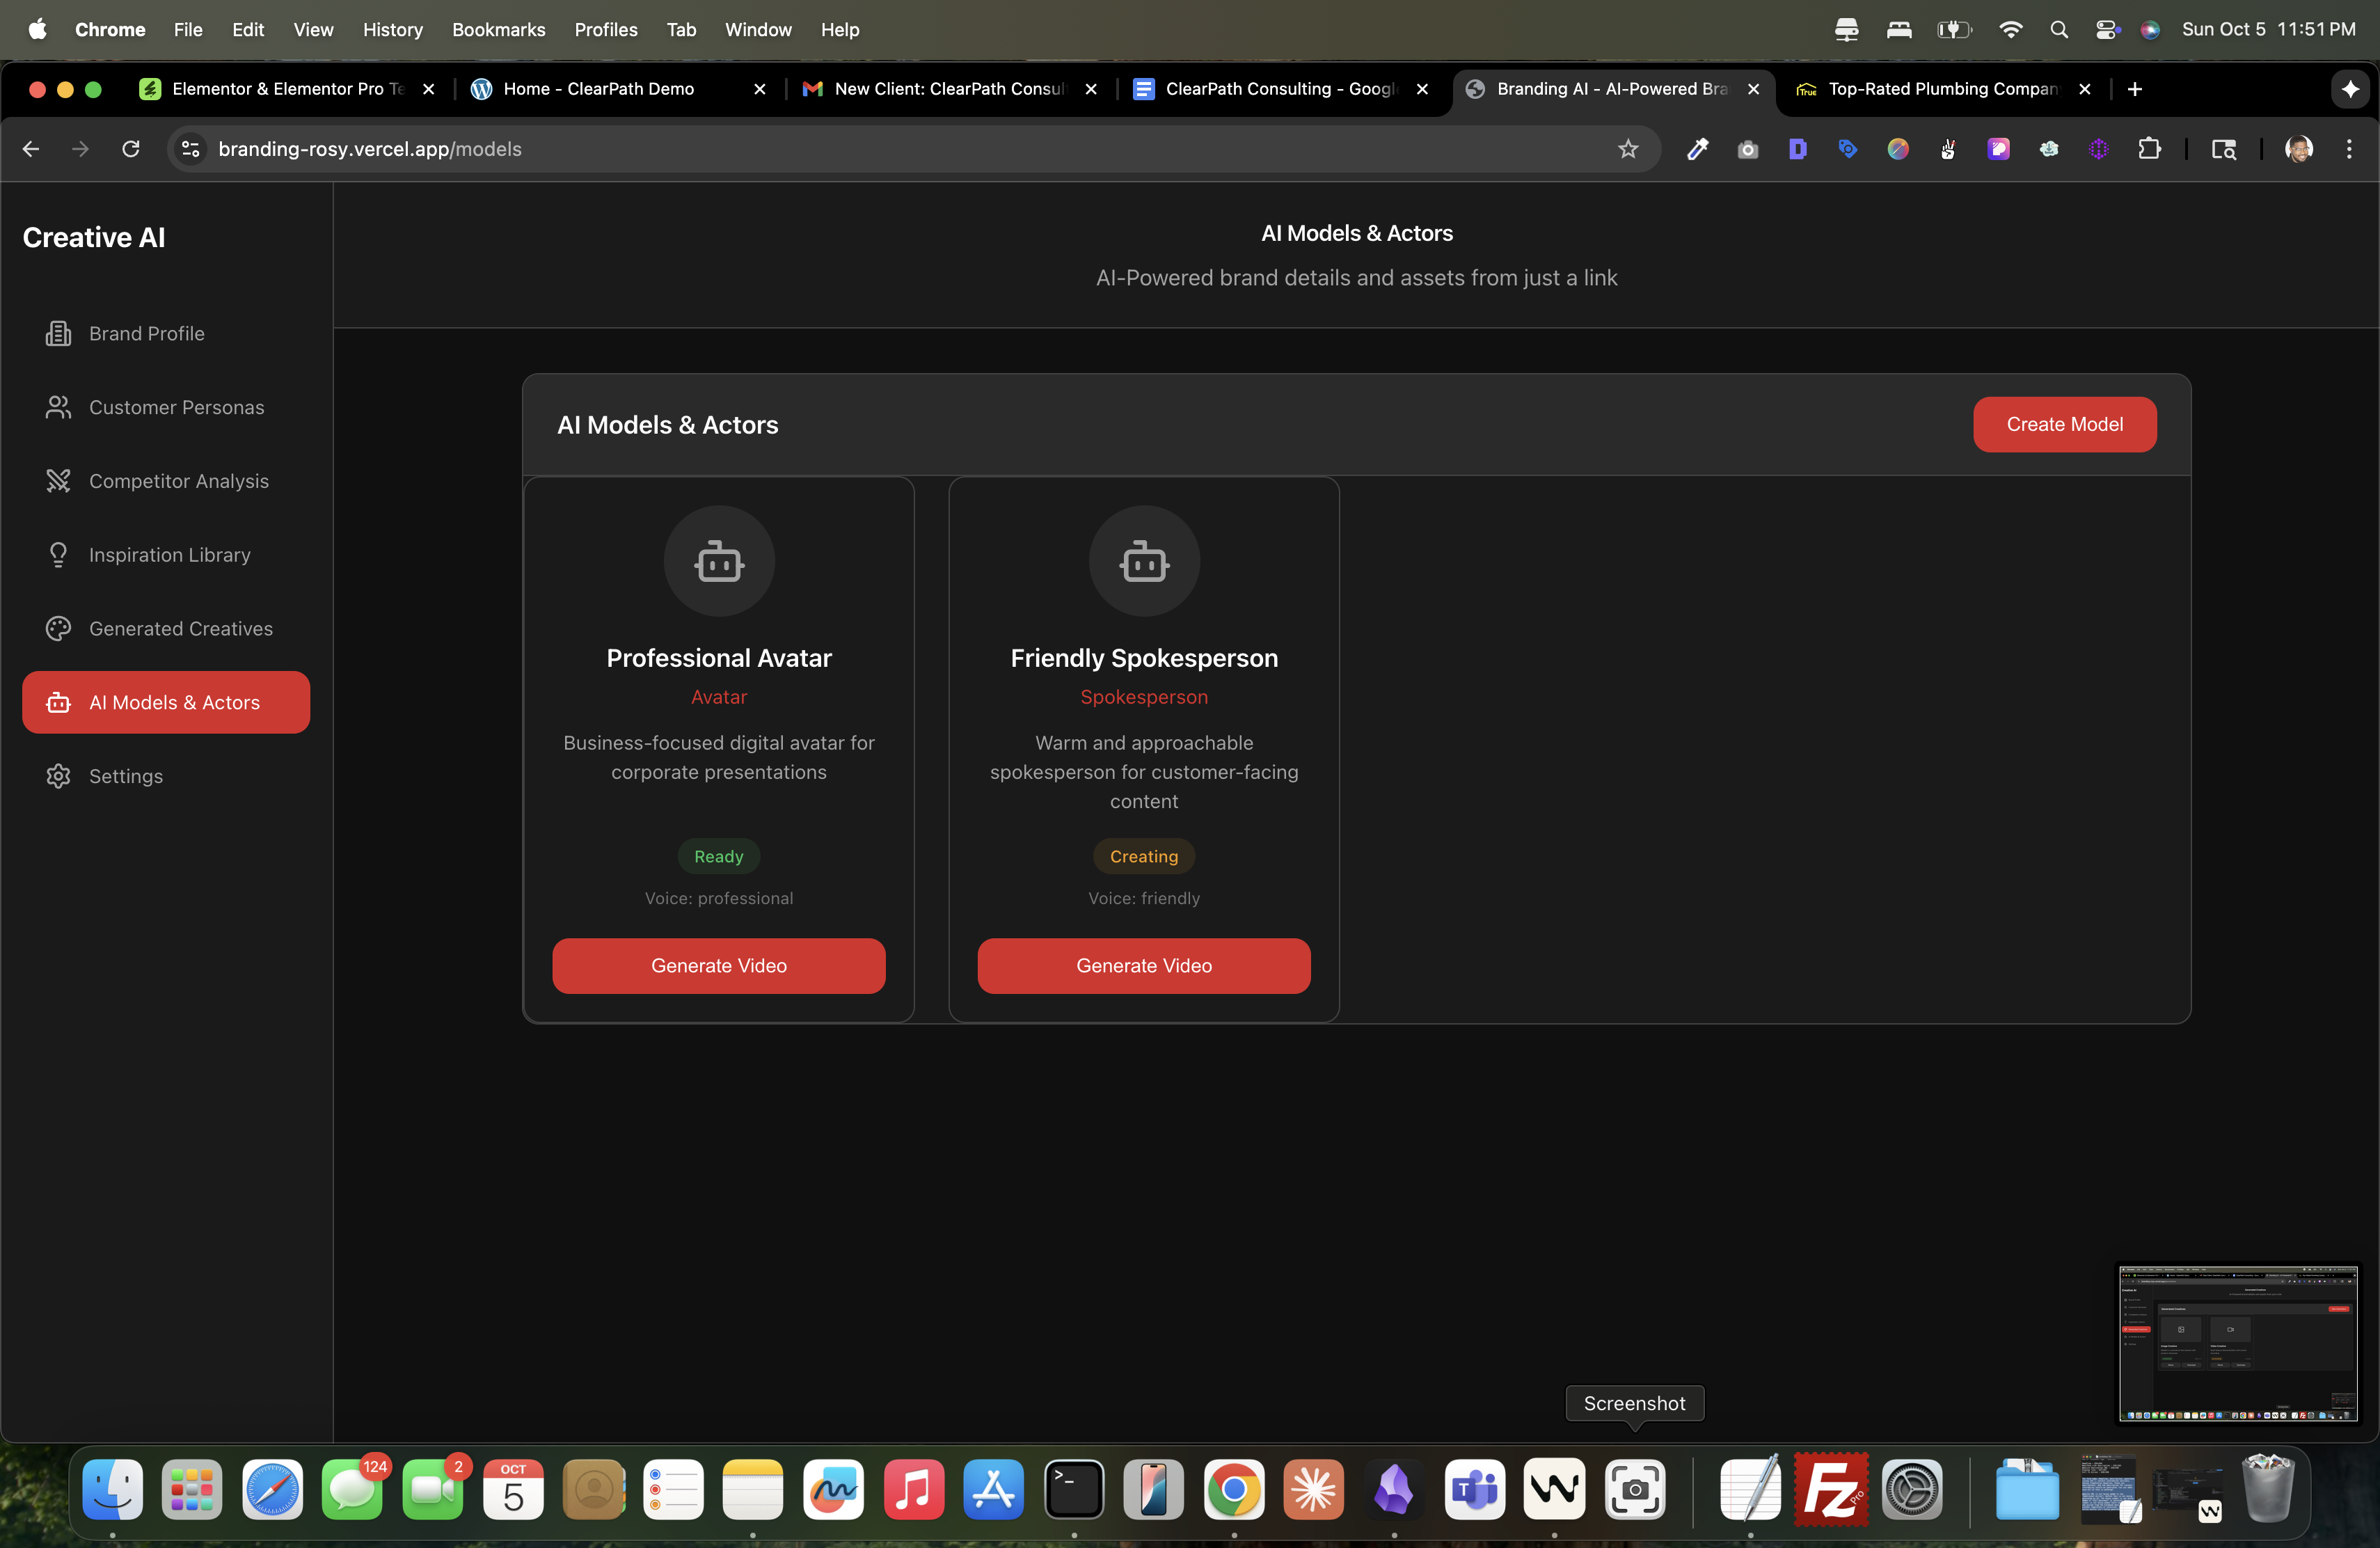 Chrome File Edit View History Bookmarks Profiles Tab Window Help Sun Oct 5 11:51 PM
Elementor & Elementor Pro Te Home - ClearPath Demo New Client: ClearPath Consul ClearPath Consulting - Googl Branding AI - AI-Powered Bra True Top-Rated Plumbing Compan
branding-rosy.vercel.app/models
Creative AI
Brand Profile
Customer Personas
Competitor Analysis
Inspiration Library
Generated Creatives
AI Models & Actors
Settings
AI Models & Actors
AI-Powered brand details and assets from just a link
AI Models & Actors
Create Model
Professional Avatar
Avatar
Business-focused digital avatar for
corporate presentations
Ready
Voice: professional
Generate Video
Friendly Spokesperson
Spokesperson
Warm and approachable
spokesperson for customer-facing
content
Creating
Voice: friendly
Generate Video
Screenshot
124
2
OCT
5
>_
T
Fz
Pro